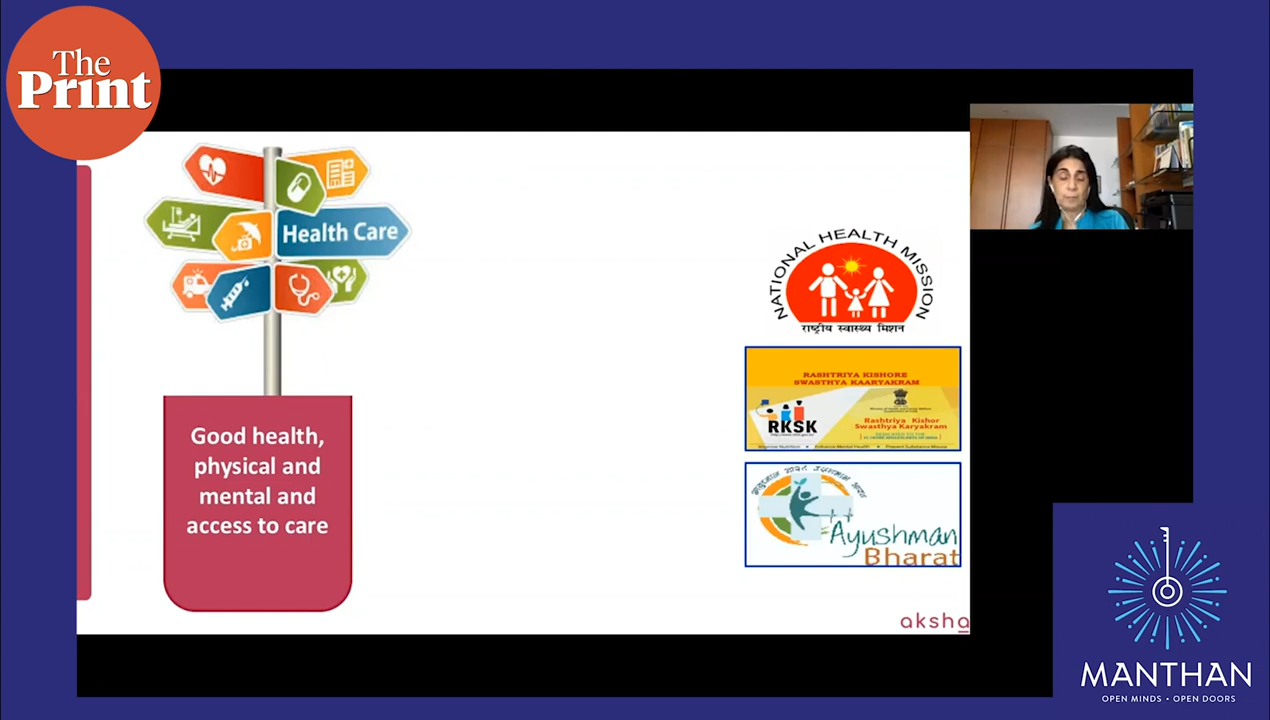 The
Print
Health Care
Good health,
physical and
mental and
access to care
NATIONAL HEALTH MISSION
राष्ट्रीय स्वास्थ्य मिशन
RASHTRIYA KISHORE
SWASTHYA KAARYAKRAM
RKSK
Rashtriya Kishor
Swasthya Karyakram
Ayushman
Bharat
aksha
MANTHAN
OPEN MINDS • OPEN DOORS